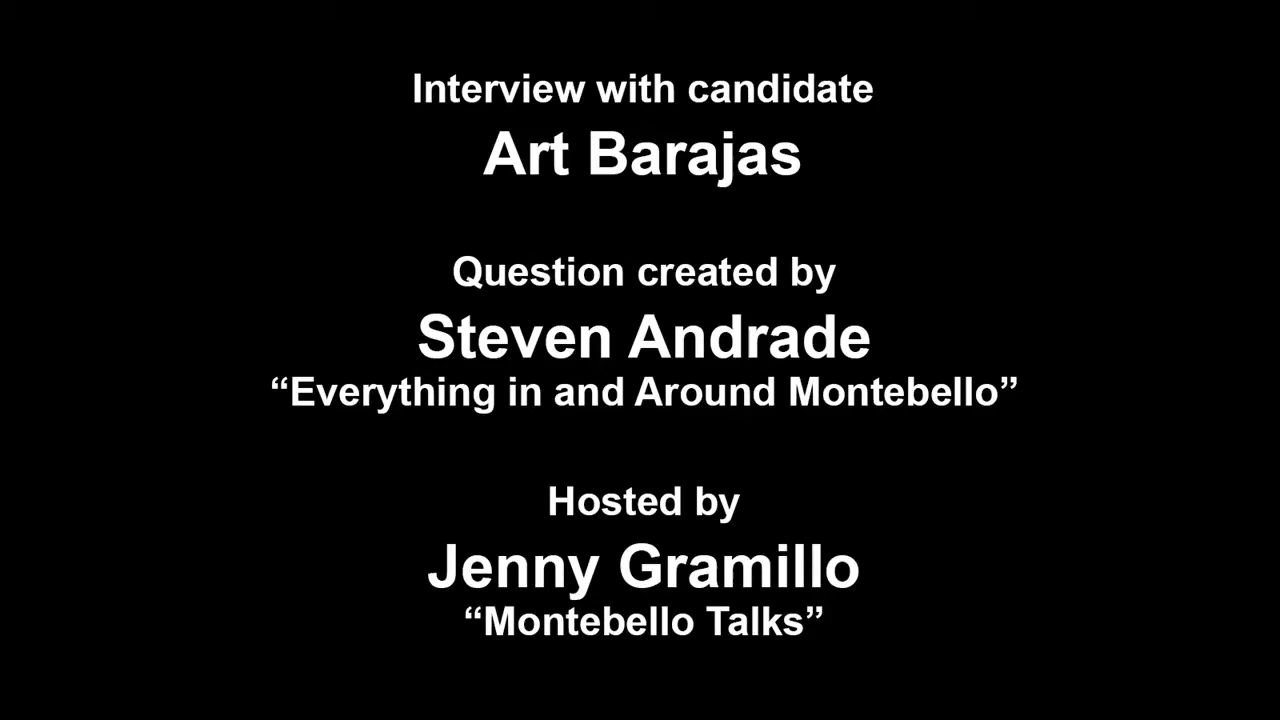 Interview with candidate
Art Barajas
Question created by
Steven Andrade
“Everything in and Around Montebello”
Hosted by
Jenny Gramillo
“Montebello Talks”